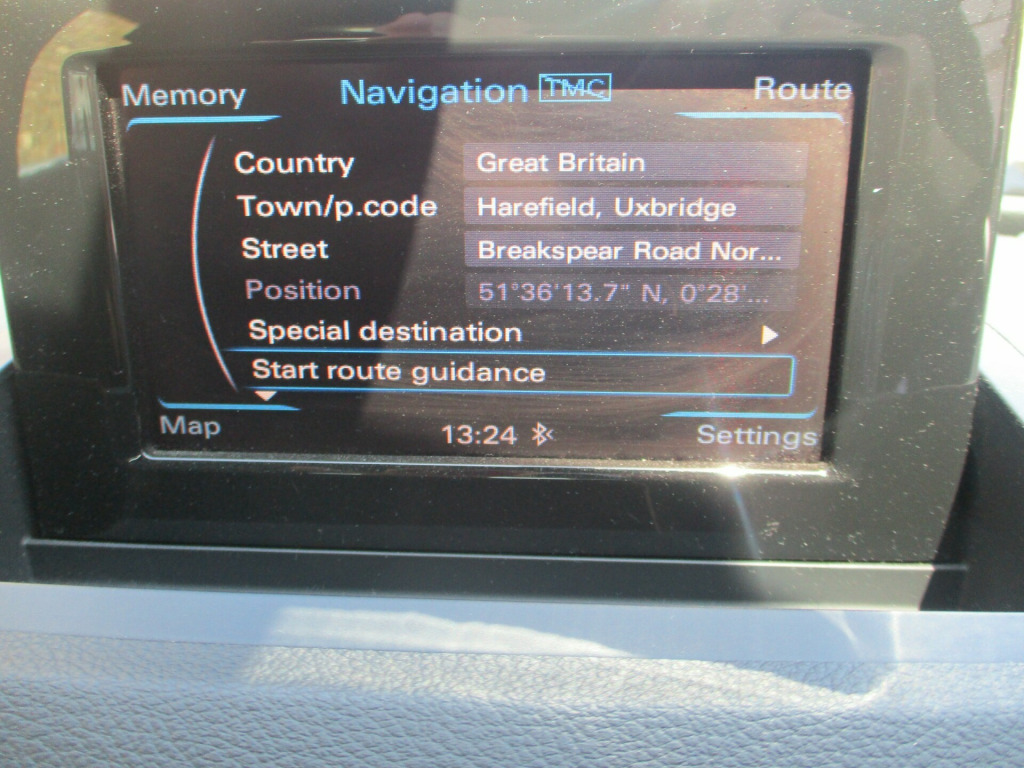 Memory Navigation TMC Route
Country Great Britain
Town/p.code Harefield, Uxbridge
Street Breakspear Road Nor...
Position 51°36'13.7" N, 0°28'...
Special destination
Start route guidance
Map 13:24 Settings